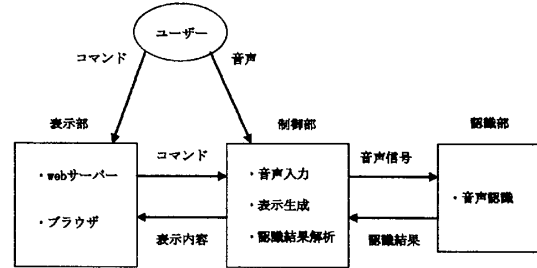 ユーザー
コマンド
音声
表示部
制御部
認識部
・webサーバー
・ブラウザ
コマンド
表示内容
・音声入力
・表示生成
・認識結果解析
音声信号
認識結果
・音声認識